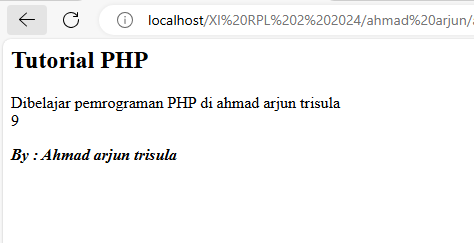 localhost/XI%20RPL%202%202024/ahmad%20arjun/
Tutorial PHP
Dibelajar pemrograman PHP di ahmad arjun trisula
9
By : Ahmad arjun trisula